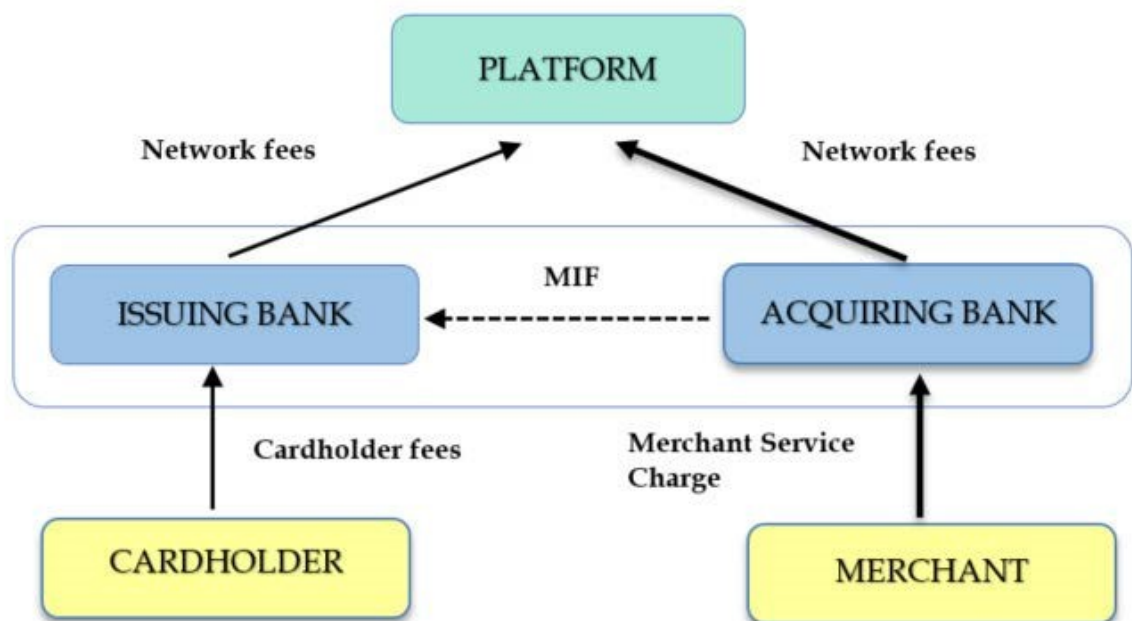 PLATFORM
Network fees
Network fees
MIF
ISSUING BANK
ACQUIRING BANK
Cardholder fees
Merchant Service
Charge
CARDHOLDER
MERCHANT